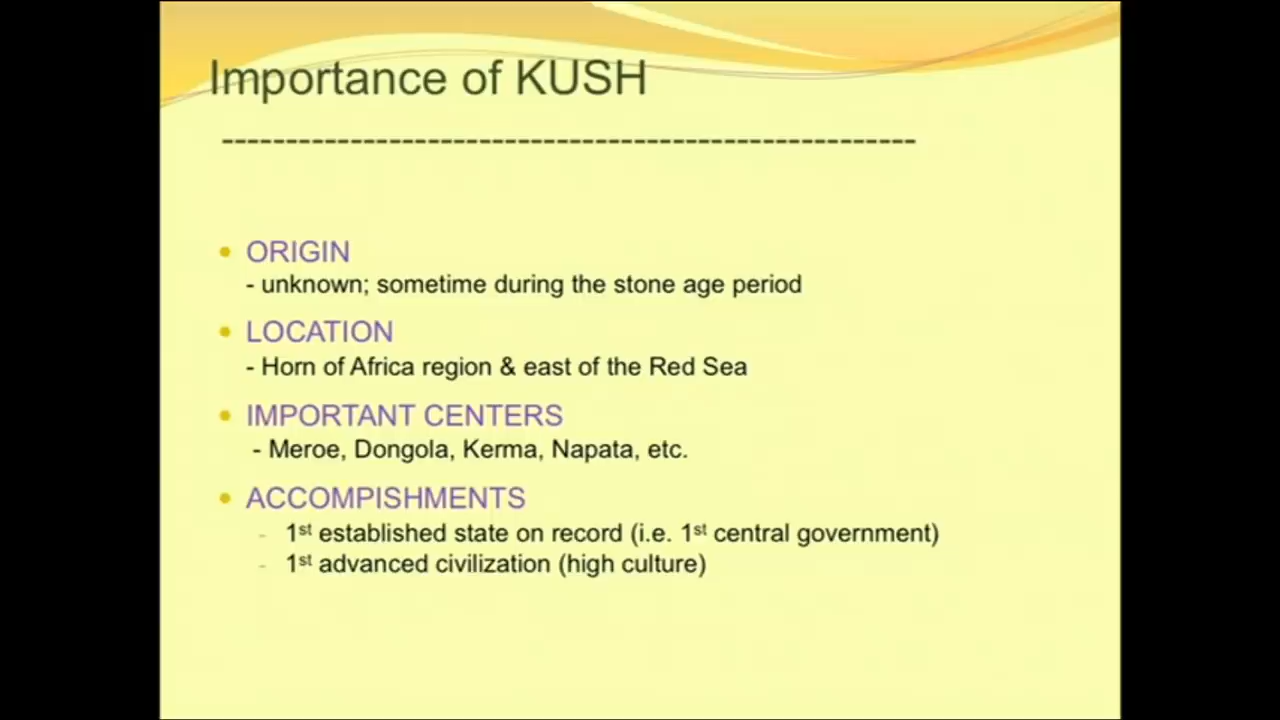 Importance of KUSH
------------------------------------------------------
ORIGIN
- unknown; sometime during the stone age period
LOCATION
- Horn of Africa region & east of the Red Sea
IMPORTANT CENTERS
- Meroe, Dongola, Kerma, Napata, etc.
ACCOMPISHMENTS
- 1st established state on record (i.e. 1st central government)
- 1st advanced civilization (high culture)